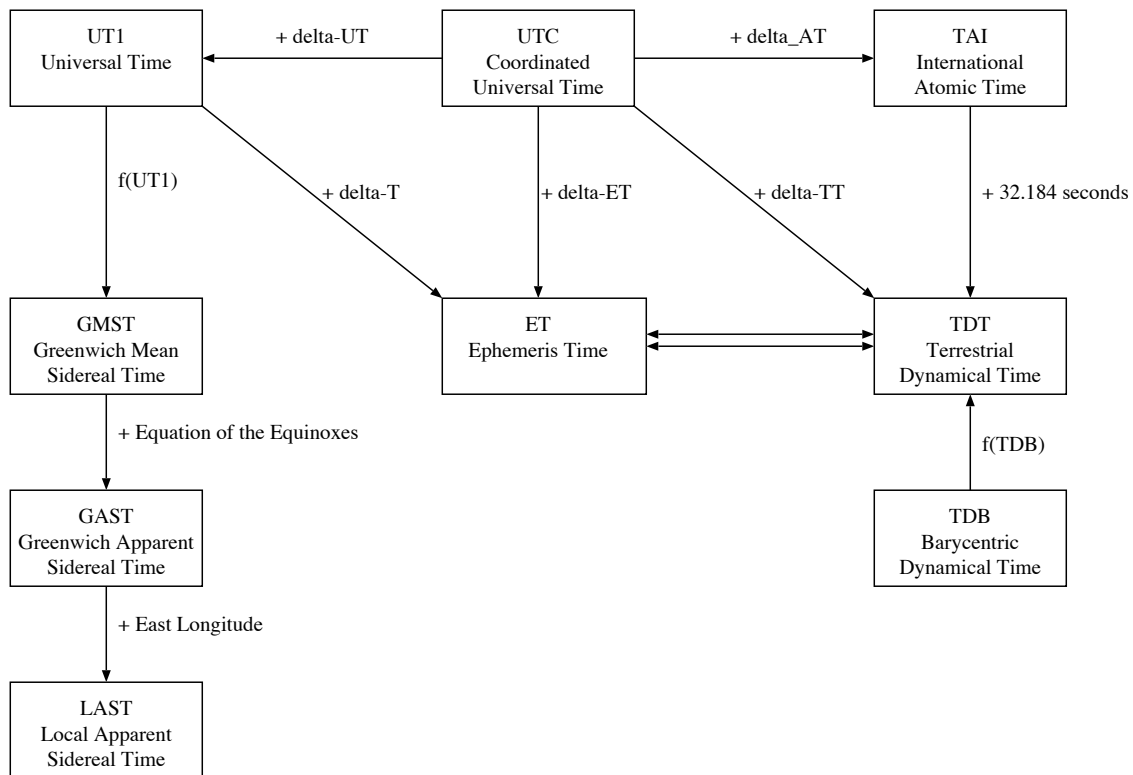 UT1
Universal Time
+ delta-UT
UTC
Coordinated
Universal Time
+ delta_AT
TAI
International
Atomic Time
f(UT1)
+ delta-T
+ delta-ET
+ delta-TT
+ 32.184 seconds
GMST
Greenwich Mean
Sidereal Time
ET
Ephemeris Time
TDT
Terrestrial
Dynamical Time
+ Equation of the Equinoxes
f(TDB)
GAST
Greenwich Apparent
Sidereal Time
TDB
Barycentric
Dynamical Time
+ East Longitude
LAST
Local Apparent
Sidereal Time